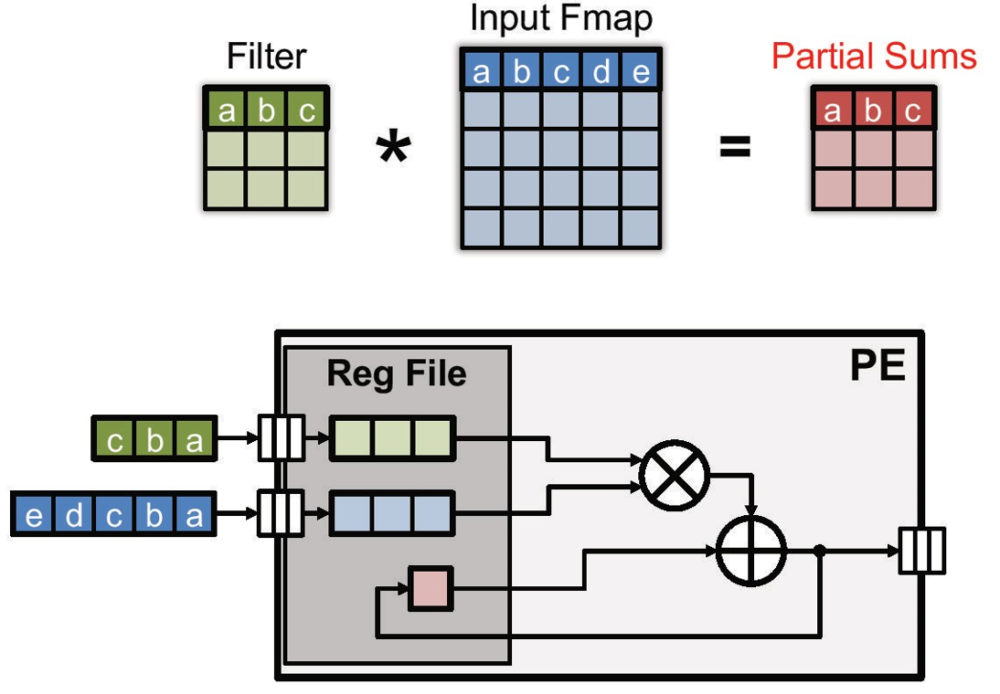 Input Fmap
Filter
Partial Sums
a b c d e
a b c
*
=
a b c
PE
Reg File
c b a
e d c b a